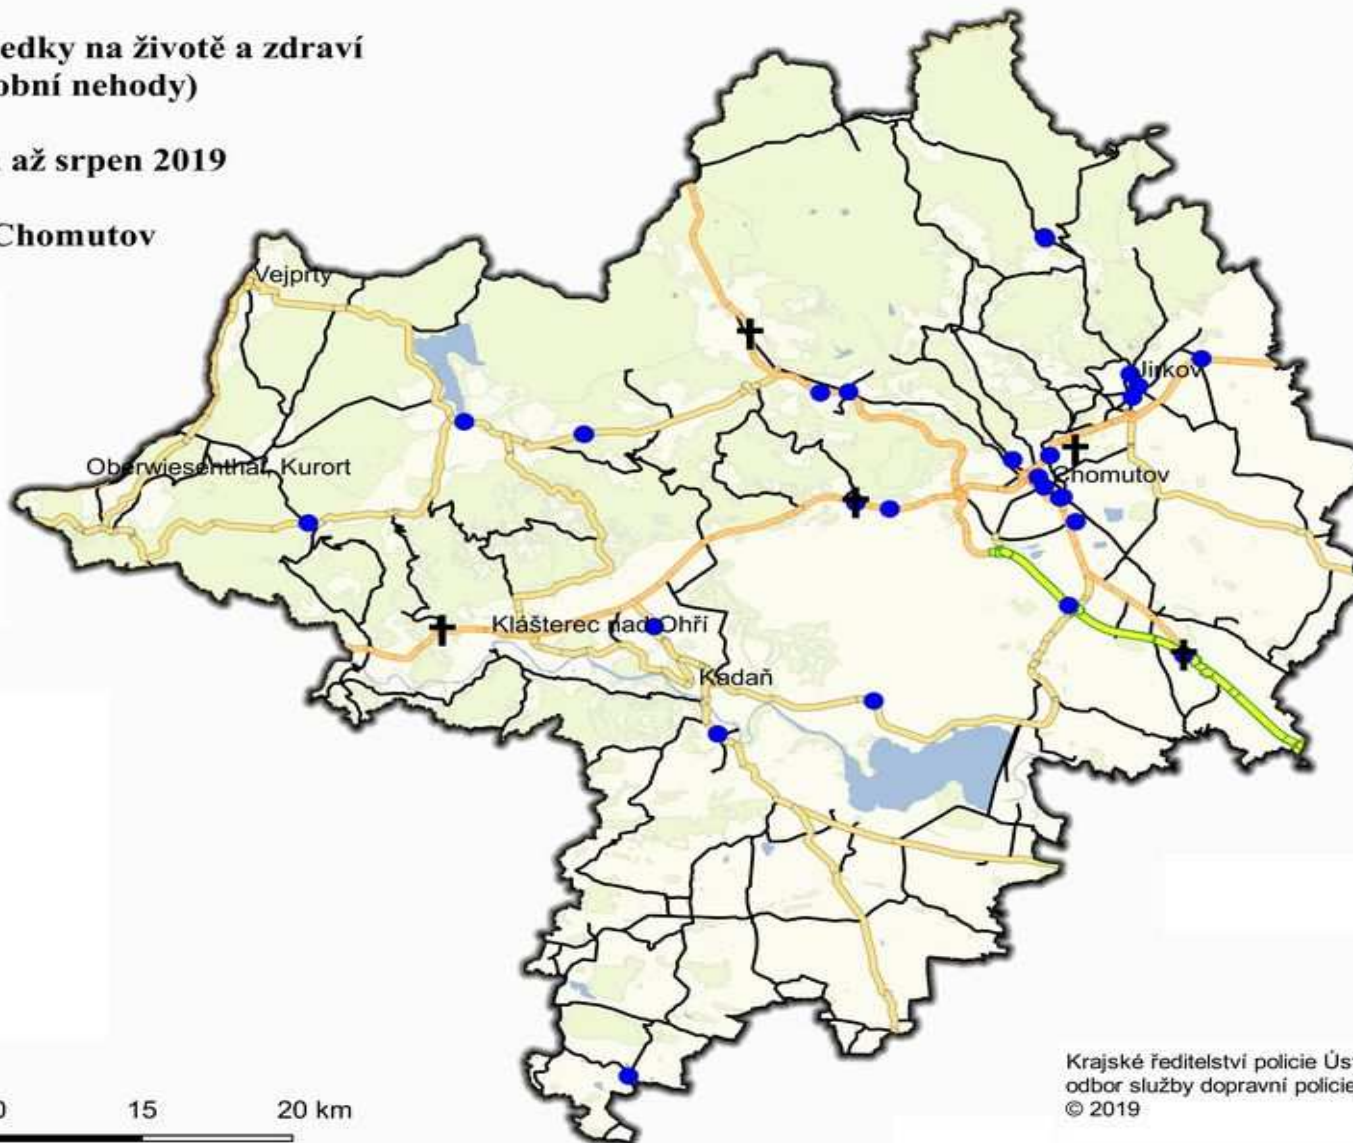 edky na životě a zdraví
obní nehody)
až srpen 2019
Chomutov
Vejprty
Jirkov
Oberwiesenthal, Kurort
Chomutov
Klášterec nad Ohří
Kadaň
0 15 20 km
Krajské ředitelství policie Ús
odbor služby dopravní policie
© 2019